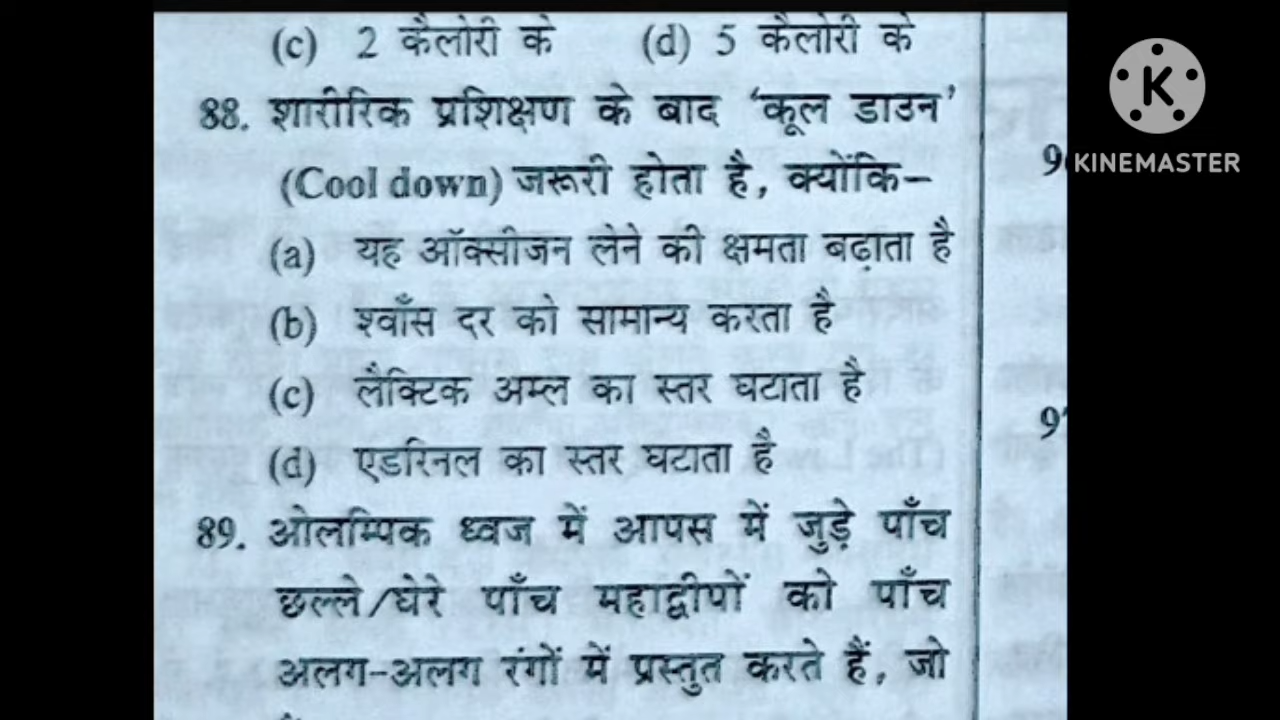 (c) 2 कैलोरी के (d) 5 कैलोरी के
88. शारीरिक प्रशिक्षण के बाद 'कूल डाउन'
(Cool down) जरूरी होता है, क्योंकि–
(a) यह ऑक्सीजन लेने की क्षमता बढ़ाता है
(b) श्वाँस दर को सामान्य करता है
(c) लैक्टिक अम्ल का स्तर घटाता है
(d) एडरिनल का स्तर घटाता है
89. ओलम्पिक ध्वज में आपस में जुड़े पाँच
छल्ले/घेरे पाँच महाद्वीपों को पाँच
अलग-अलग रंगों में प्रस्तुत करते हैं, जो
K
KINEMASTER